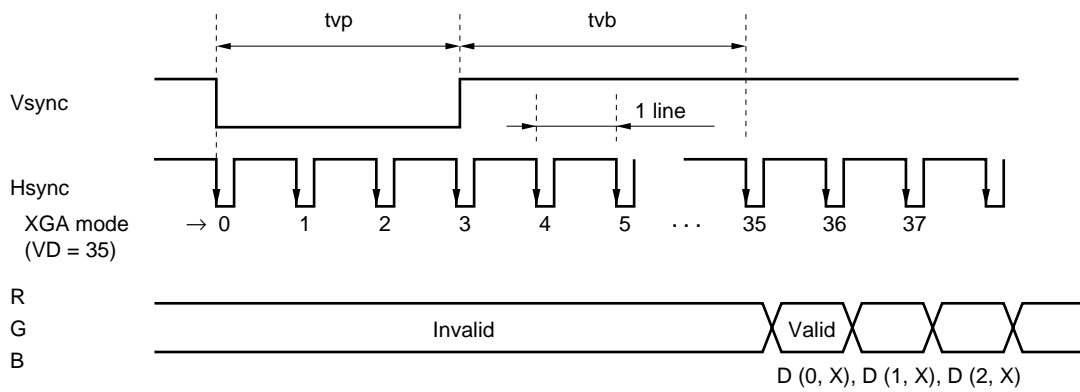 tvp tvb
Vsync
1 line
Hsync
XGA mode → 0 1 2 3 4 5 ... 35 36 37
(VD = 35)
R
G Invalid Valid
B
D (0, X), D (1, X), D (2, X)